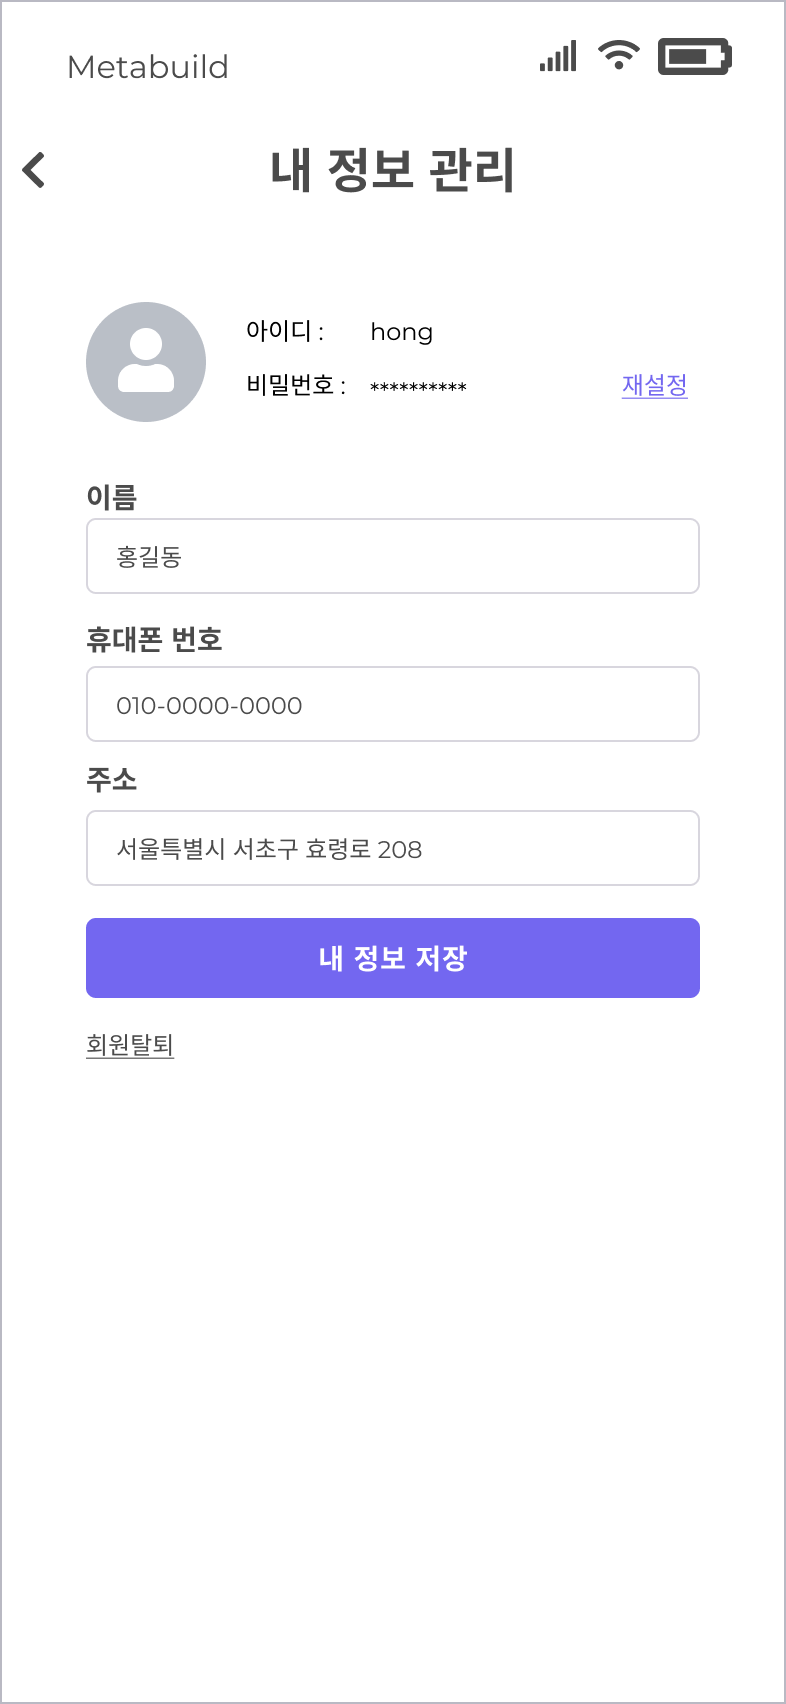 Metabuild
내 정보 관리
아이디 : hong
비밀번호 : ********** 재설정
이름
홍길동
휴대폰 번호
010-0000-0000
주소
서울특별시 서초구 효령로 208
내 정보 저장
회원탈퇴